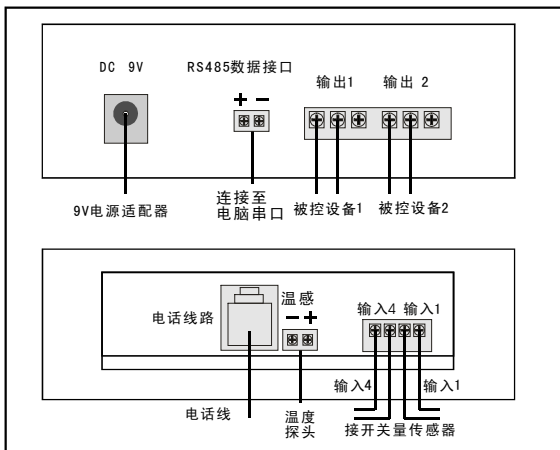 DC 9V
RS485数据接口
输出1
输出 2
+ -
连接至
电脑串口
9V电源适配器
被控设备1
被控设备2
温感
- +
电话线路
输入4 输入1
输入4
输入1
电话线
温度
探头
接开关量传感器